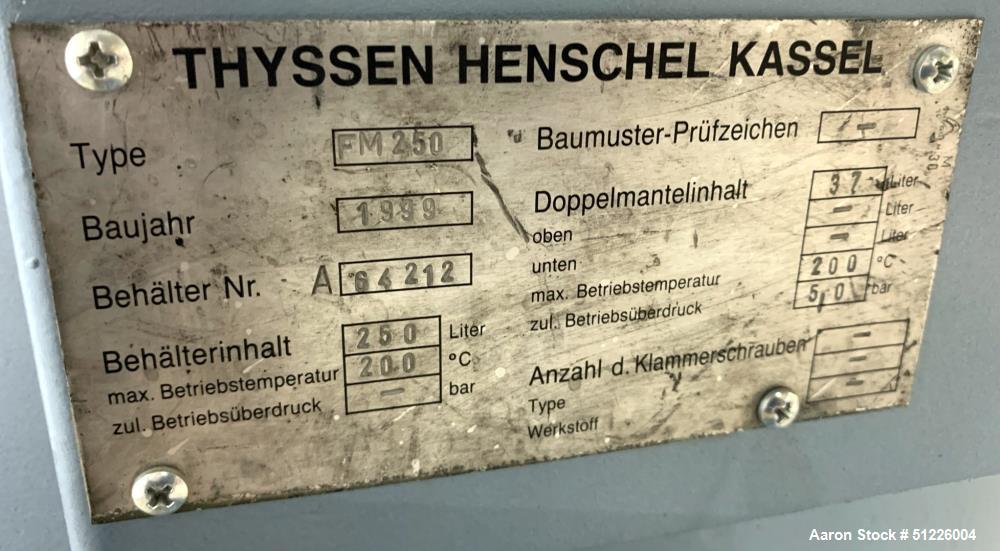 THYSSEN HENSCHEL KASSEL
Type FM 250
Baujahr 1999
Behälter Nr. A 64212
Behälterinhalt 250 Liter
max. Betriebstemperatur 200 °C
zul. Betriebsüberdruck - bar
Baumuster-Prüfzeichen -
Doppelmantelinhalt 37 Liter
oben - Liter
unten - Liter
max. Betriebstemperatur 200 °C
zul. Betriebsüberdruck 5,0 bar
Anzahl d. Klammerschrauben -
Type -
Werkstoff -
Aaron Stock # 51226004